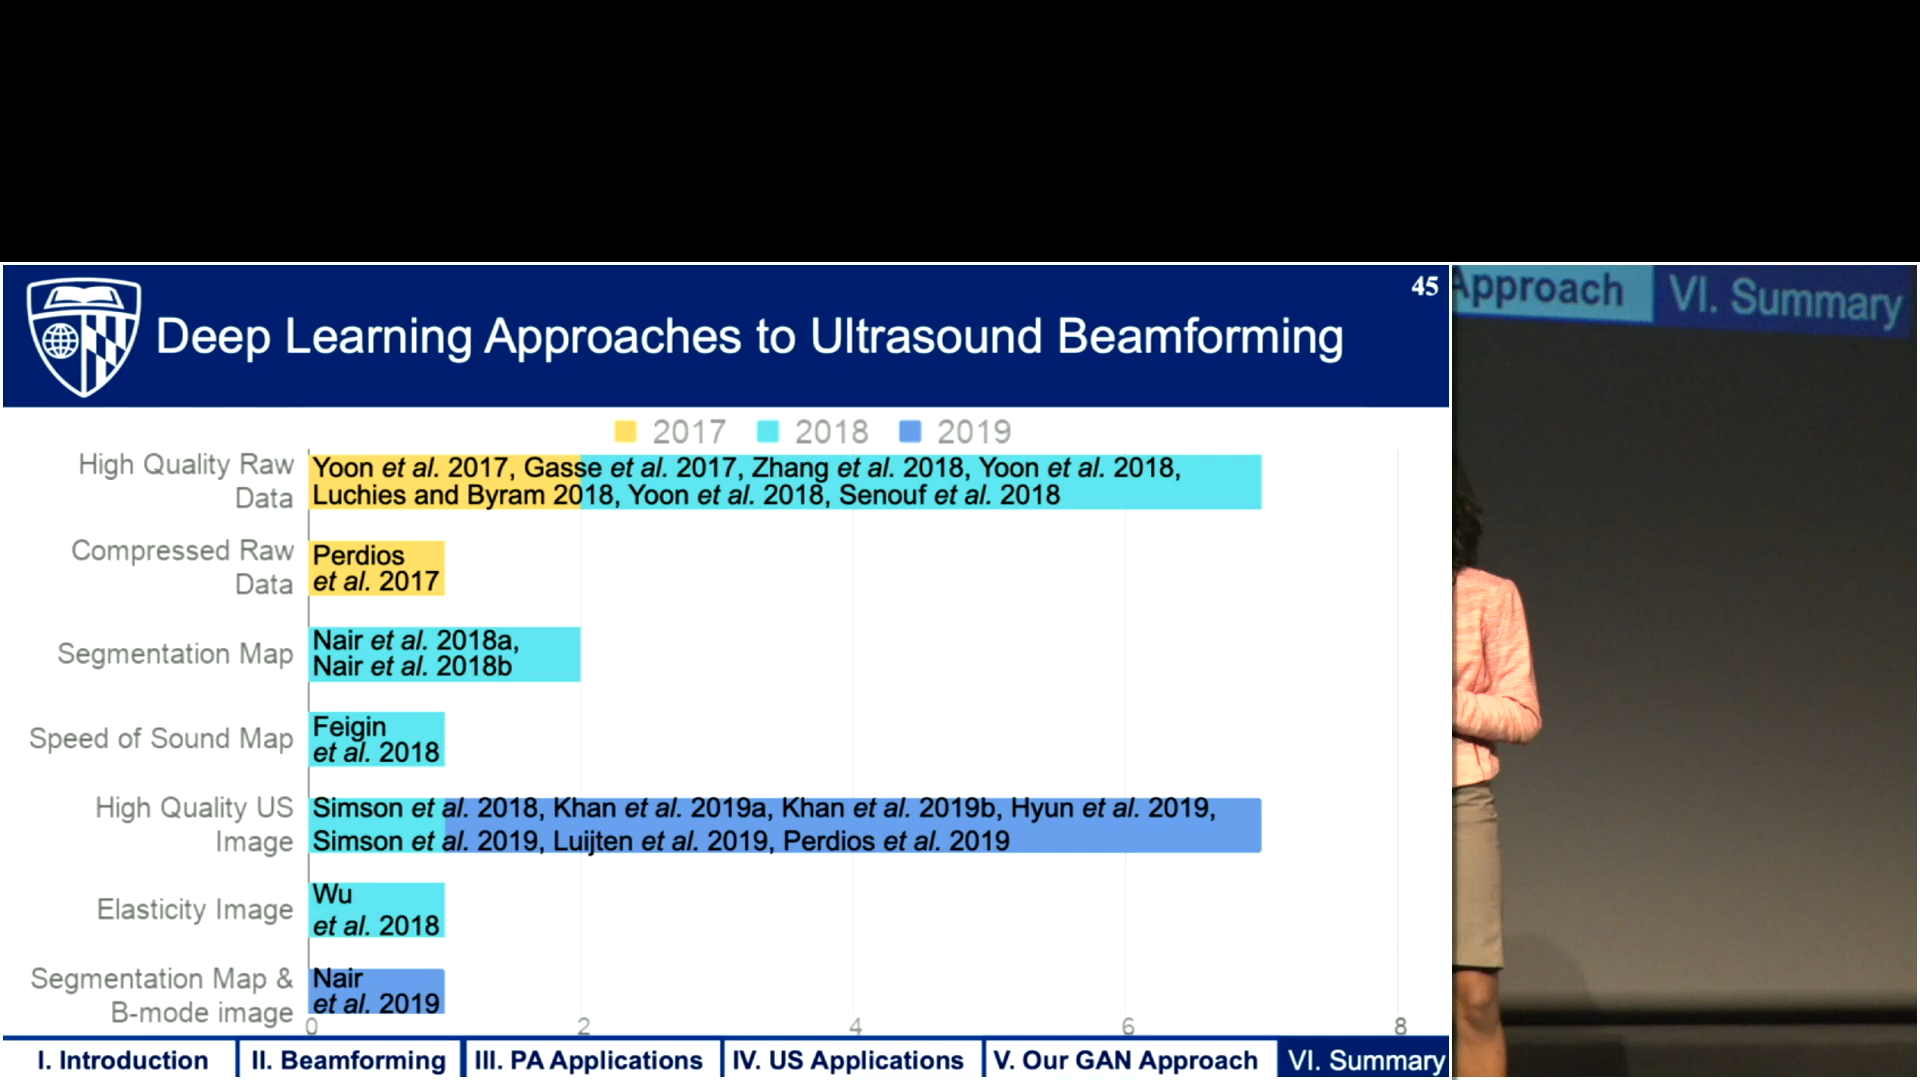 45
Deep Learning Approaches to Ultrasound Beamforming
2017 2018 2019
High Quality Raw
Data
Yoon et al. 2017, Gasse et al. 2017, Zhang et al. 2018, Yoon et al. 2018,
Luchies and Byram 2018, Yoon et al. 2018, Senouf et al. 2018
Compressed Raw
Data
Perdios
et al. 2017
Segmentation Map
Nair et al. 2018a,
Nair et al. 2018b
Speed of Sound Map
Feigin
et al. 2018
High Quality US
Image
Simson et al. 2018, Khan et al. 2019a, Khan et al. 2019b, Hyun et al. 2019,
Simson et al. 2019, Luijten et al. 2019, Perdios et al. 2019
Elasticity Image
Wu
et al. 2018
Segmentation Map &
B-mode image
Nair
et al. 2019
0 2 4 6 8
I. Introduction II. Beamforming III. PA Applications IV. US Applications V. Our GAN Approach VI. Summary
Approach VI. Summary